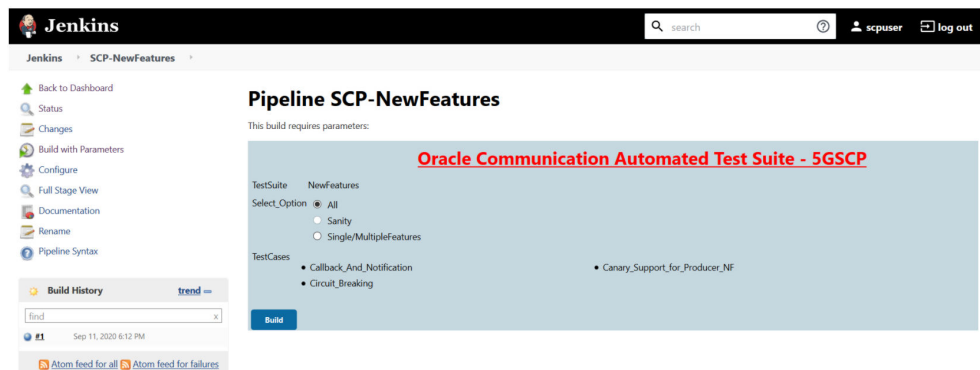 Jenkins
search
scpuser
log out
Jenkins
SCP-NewFeatures
Back to Dashboard
Status
Changes
Build with Parameters
Configure
Full Stage View
Documentation
Rename
Pipeline Syntax
Build History
trend
find
x
#1 Sep 11, 2020 6:12 PM
Atom feed for all Atom feed for failures
Pipeline SCP-NewFeatures
This build requires parameters:
Oracle Communication Automated Test Suite - 5GSCP
TestSuite NewFeatures
Select_Option All
Sanity
Single/MultipleFeatures
TestCases
Callback_And_Notification
Canary_Support_for_Producer_NF
Circuit_Breaking
Build